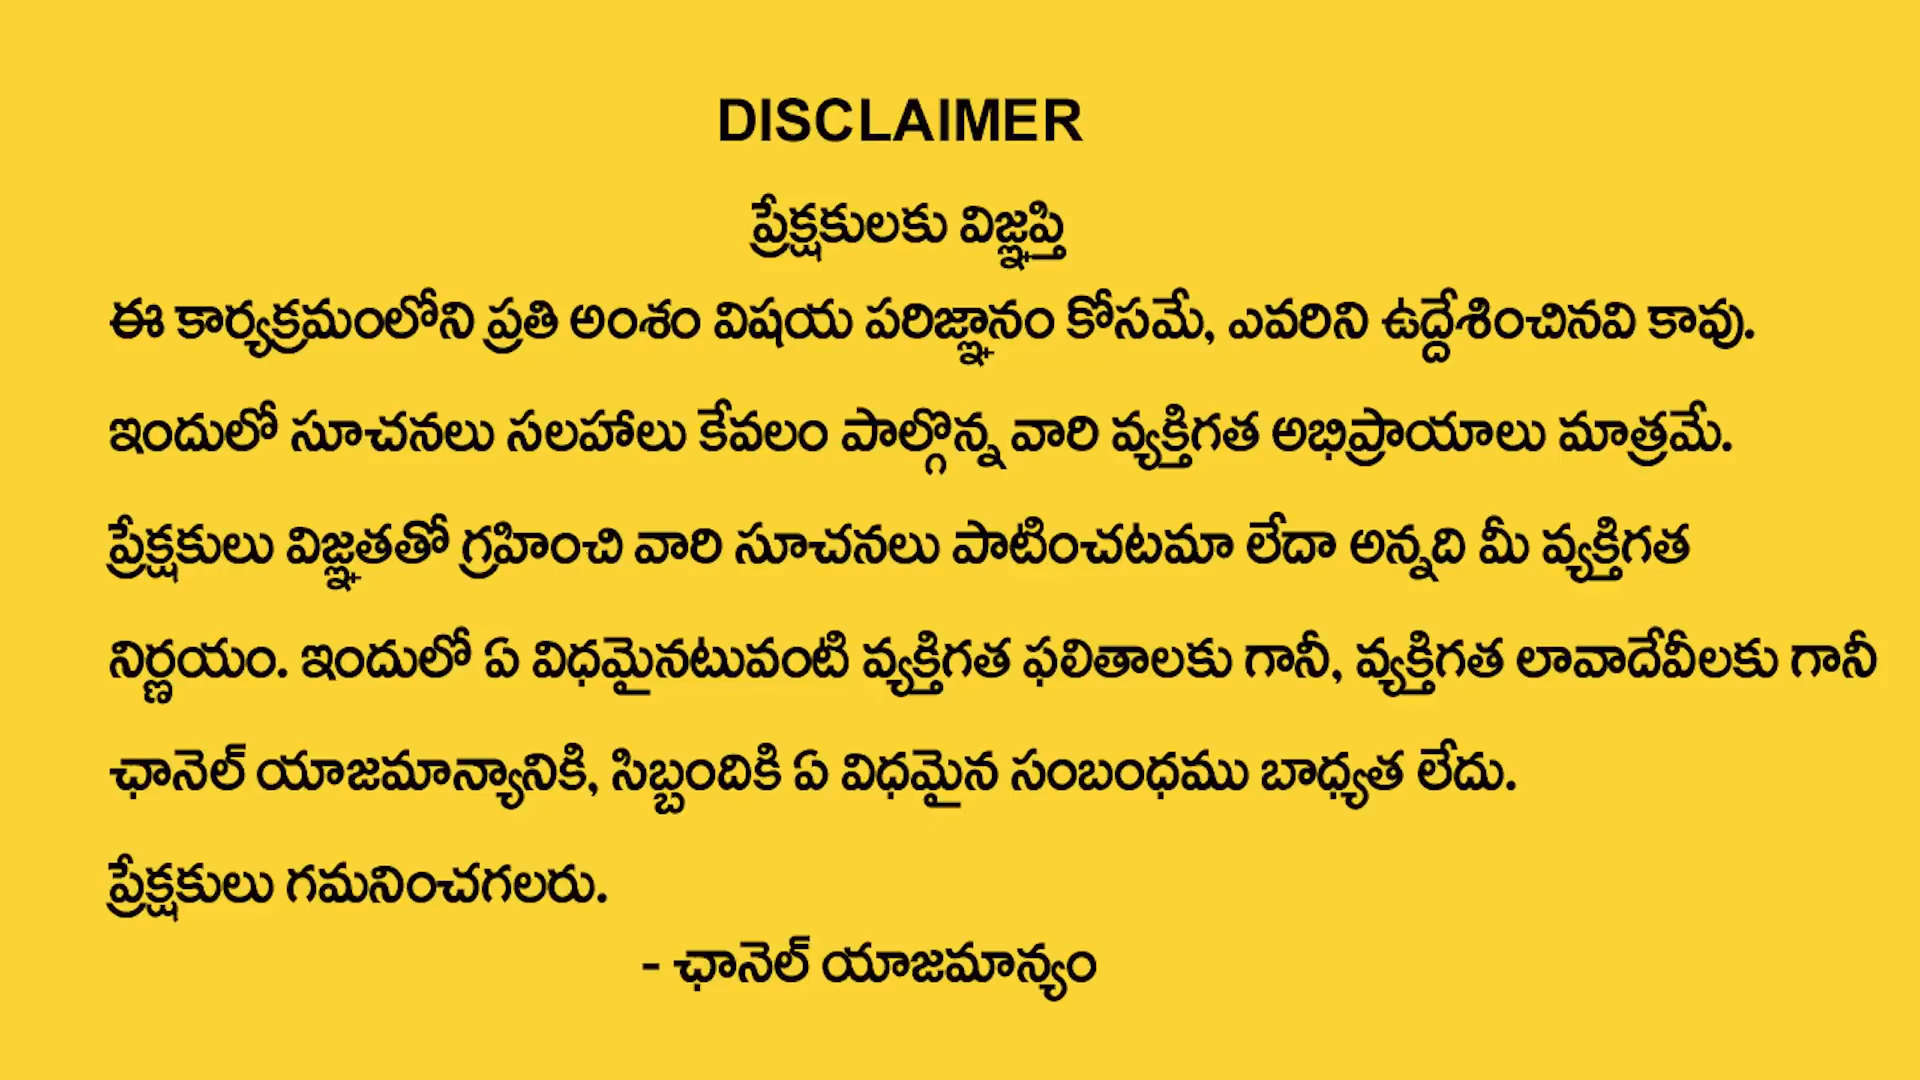 DISCLAIMER
ప్రేక్షకులకు విజ్ఞప్తి
ఈ కార్యక్రమంలోని ప్రతి అంశం విషయ పరిజ్ఞానం కోసమే, ఎవరిని ఉద్దేశించినవి కావు.
ఇందులో సూచనలు సలహాలు కేవలం పాల్గొన్న వారి వ్యక్తిగత అభిప్రాయాలు మాత్రమే.
ప్రేక్షకులు విజ్ఞతతో గ్రహించి వారి సూచనలు పాటించటమా లేదా అన్నది మీ వ్యక్తిగత
నిర్ణయం. ఇందులో ఏ విధమైనటువంటి వ్యక్తిగత ఫలితాలకు గానీ, వ్యక్తిగత లావాదేవీలకు గానీ
ఛానెల్ యాజమాన్యానికి, సిబ్బందికి ఏ విధమైన సంబంధము బాధ్యత లేదు.
ప్రేక్షకులు గమనించగలరు.
- ఛానెల్ యాజమాన్యం